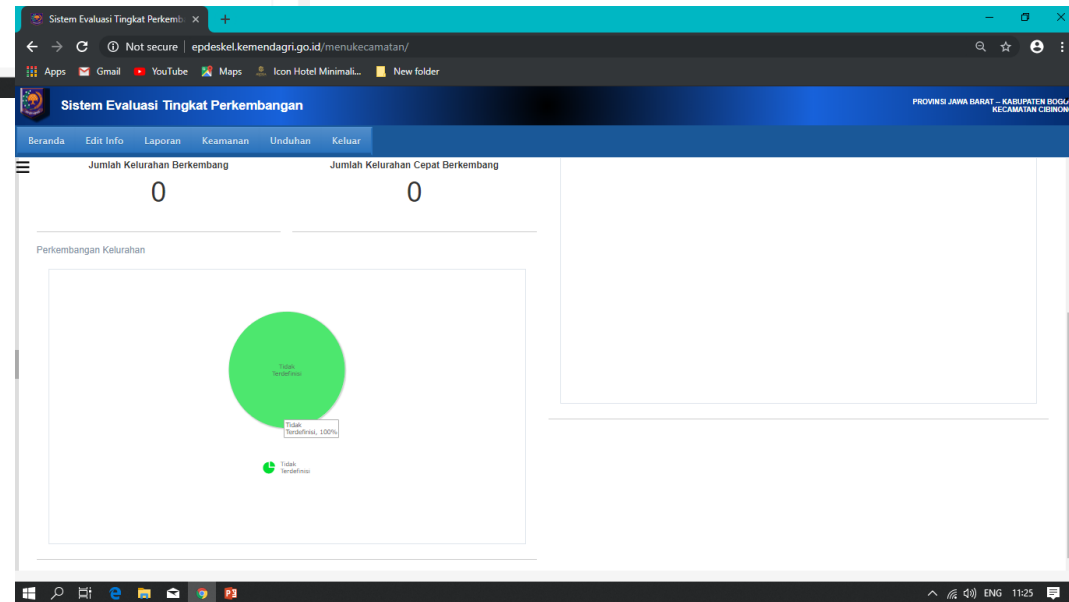 Sistem Evaluasi Tingkat Perkemb
Not secure | epdeskel.kemendagri.go.id/menukecamatan/
Apps Gmail YouTube Maps Icon Hotel Minimali... New folder
Sistem Evaluasi Tingkat Perkembangan
PROVINSI JAWA BARAT – KABUPATEN BOGO
KECAMATAN CIBINON
Beranda Edit Info Laporan Keamanan Unduhan Keluar
Jumlah Kelurahan Berkembang Jumlah Kelurahan Cepat Berkembang
0 0
Perkembangan Kelurahan
Tidak
Terdefinisi
Tidak
Terdefinisi, 100%
Tidak
Terdefinisi
ENG 11:25